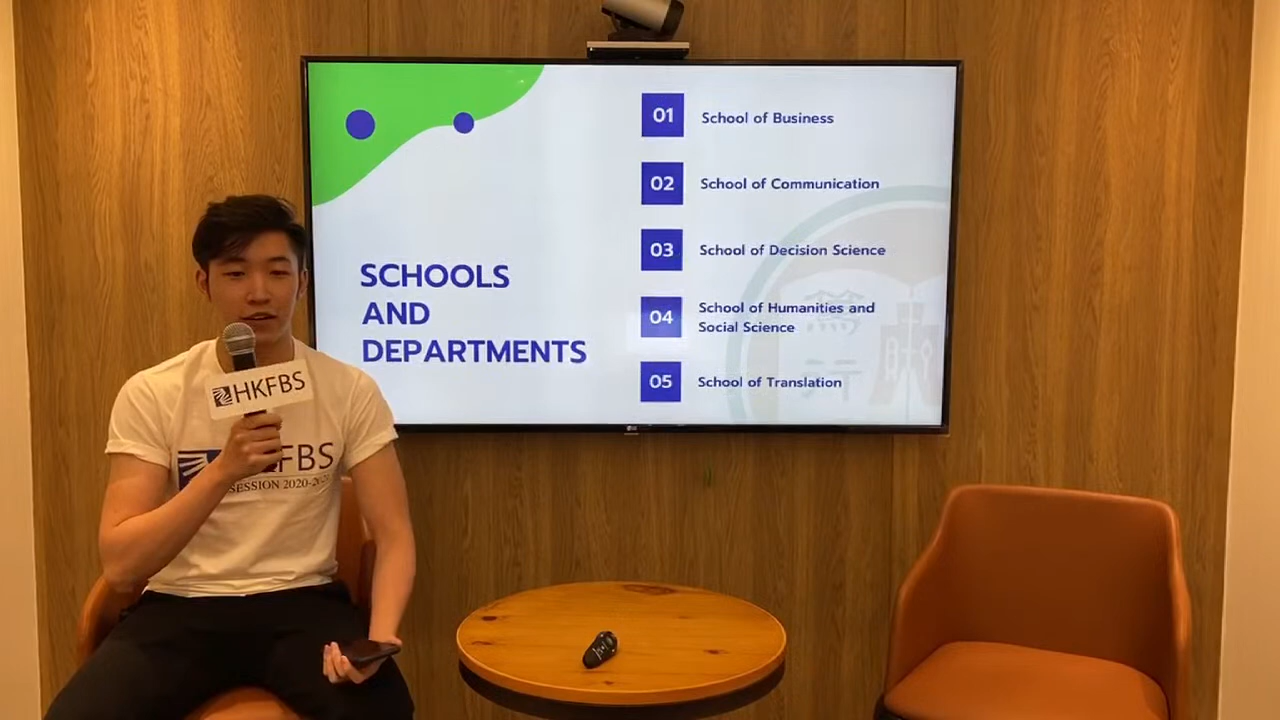 SCHOOLS
AND
DEPARTMENTS
01
School of Business
02
School of Communication
03
School of Decision Science
04
School of Humanities and
Social Science
05
School of Translation
HKFBS
FBS
SESSION 2020-
LG